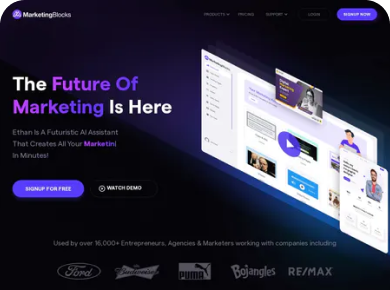 MarketingBlocks
PRODUCTS PRICING SUPPORT LOGIN SIGNUP NOW
The Future Of
Marketing Is Here
Ethan Is A Futuristic AI Assistant
That Creates All Your Marketin|
In Minutes!
SIGNUP FOR FREE WATCH DEMO
Used by over 16,000+ Entrepreneurs, Agencies & Marketers working with companies including
Ford Budweiser PUMA Bojangles RE/MAX